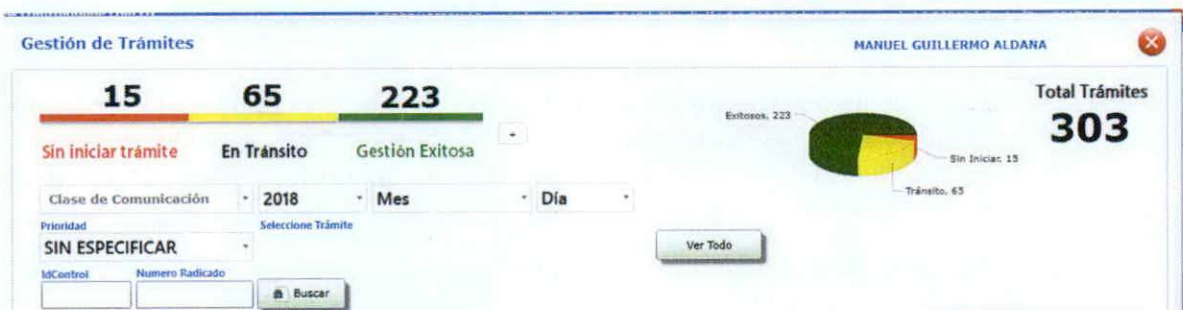 Gestión de Trámites
MANUEL GUILLERMO ALDANA
15 65 223
Sin iniciar trámite En Tránsito Gestión Exitosa
Exitosos, 223
Sin Iniciar, 15
Tránsito, 65
Total Trámites
303
Clase de Comunicación 2018 Mes Día
Prioridad Seleccione Trámite
SIN ESPECIFICAR
Ver Todo
IdControl Numero Radicado
Buscar